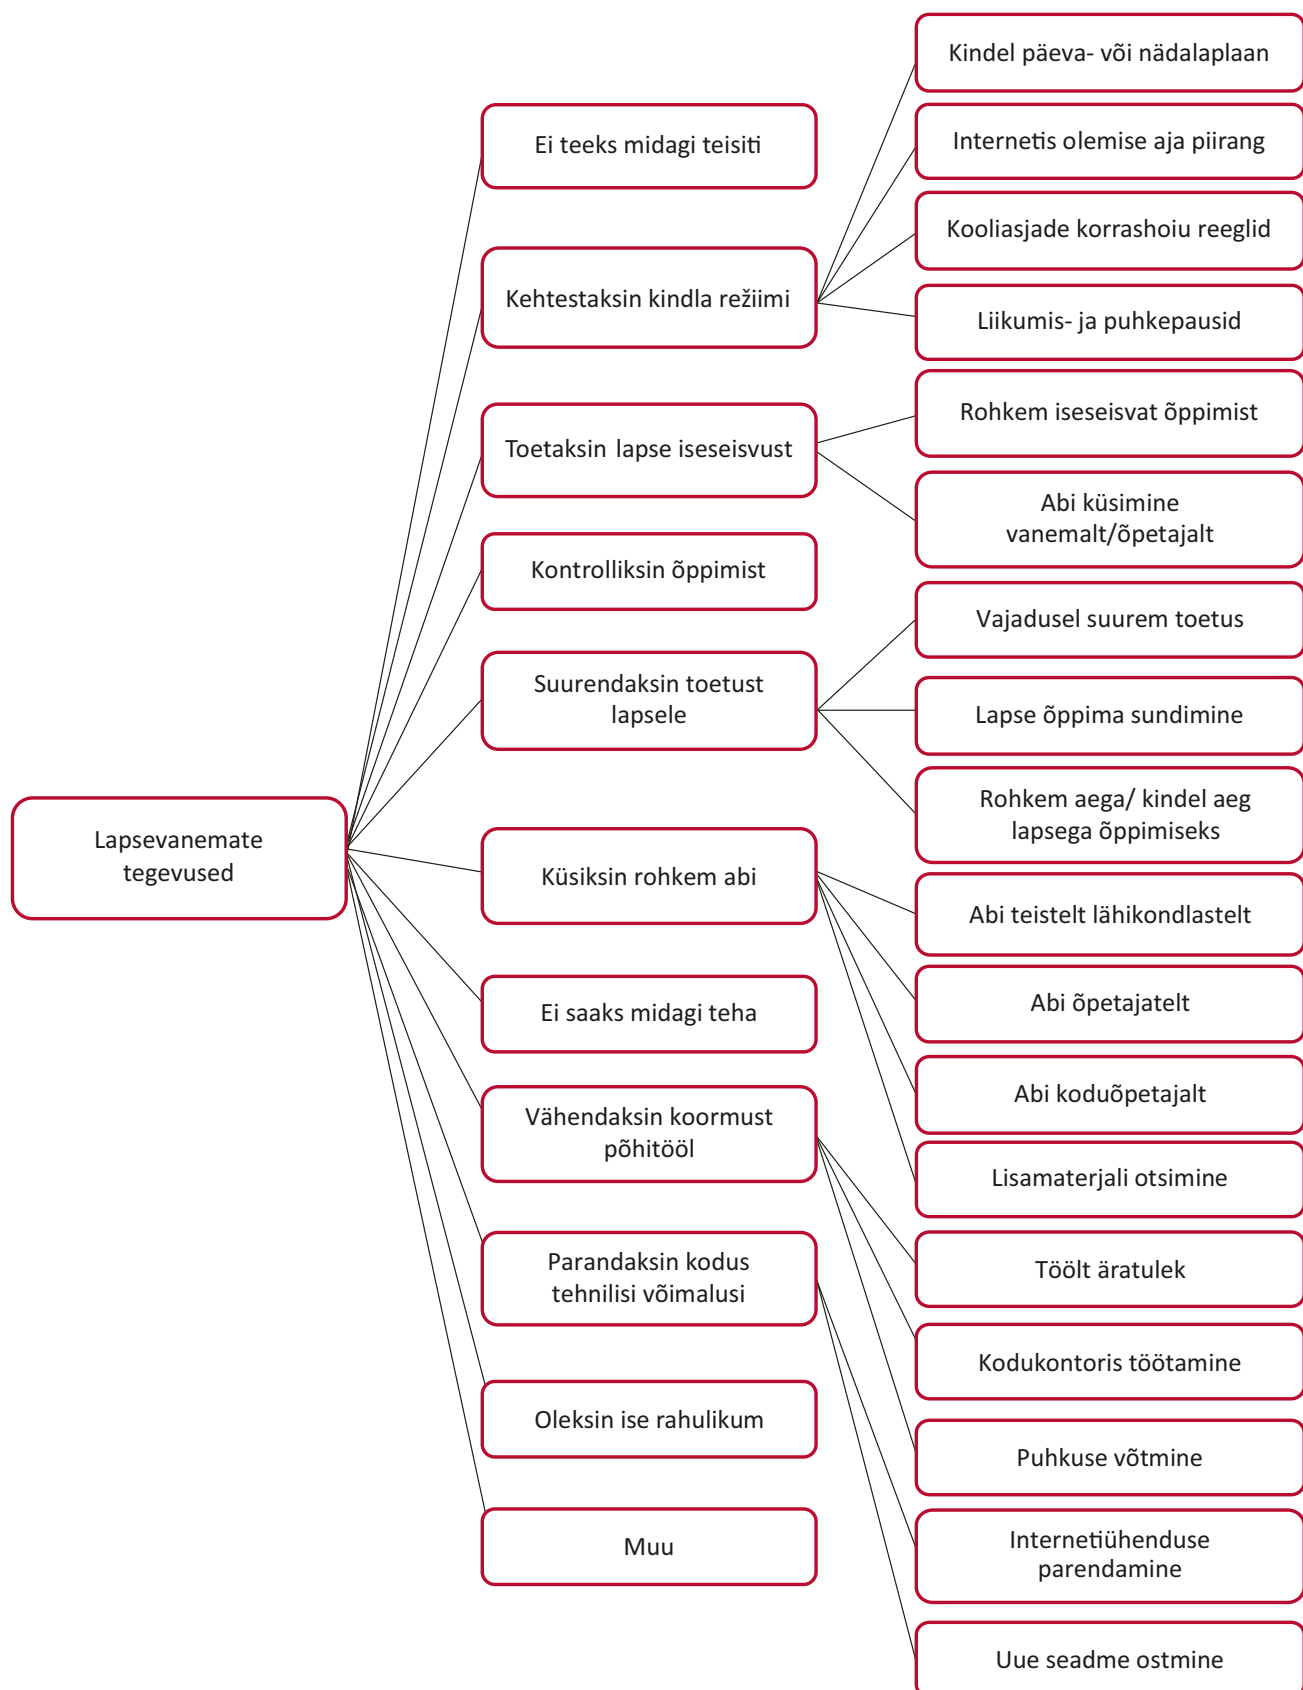 Lapsevanemate
tegevused
Ei teeks midagi teisiti
Kehtestaksin kindla režiimi
Toetaksin lapse iseseisvust
Kontrolliksin õppimist
Suurendaksin toetust
lapsele
Küsiksin rohkem abi
Ei saaks midagi teha
Vähendaksin koormust
põhitööl
Parandaksin kodus
tehnilisi võimalusi
Oleksin ise rahulikum
Muu
Kindel päeva- või nädalaplaan
Internetis olemise aja piirang
Kooliasjade korrashoiu reeglid
Liikumis- ja puhkepausid
Rohkem iseseisvat õppimist
Abi küsimine
vanemalt/õpetajalt
Vajadusel suurem toetus
Lapse õppima sundimine
Rohkem aega/ kindel aeg
lapsega õppimiseks
Abi teistelt lähikondlastelt
Abi õpetajatelt
Abi koduõpetajalt
Lisamaterjali otsimine
Töölt äratulek
Kodukontoris töötamine
Puhkuse võtmine
Internetiühenduse
parendamine
Uue seadme ostmine